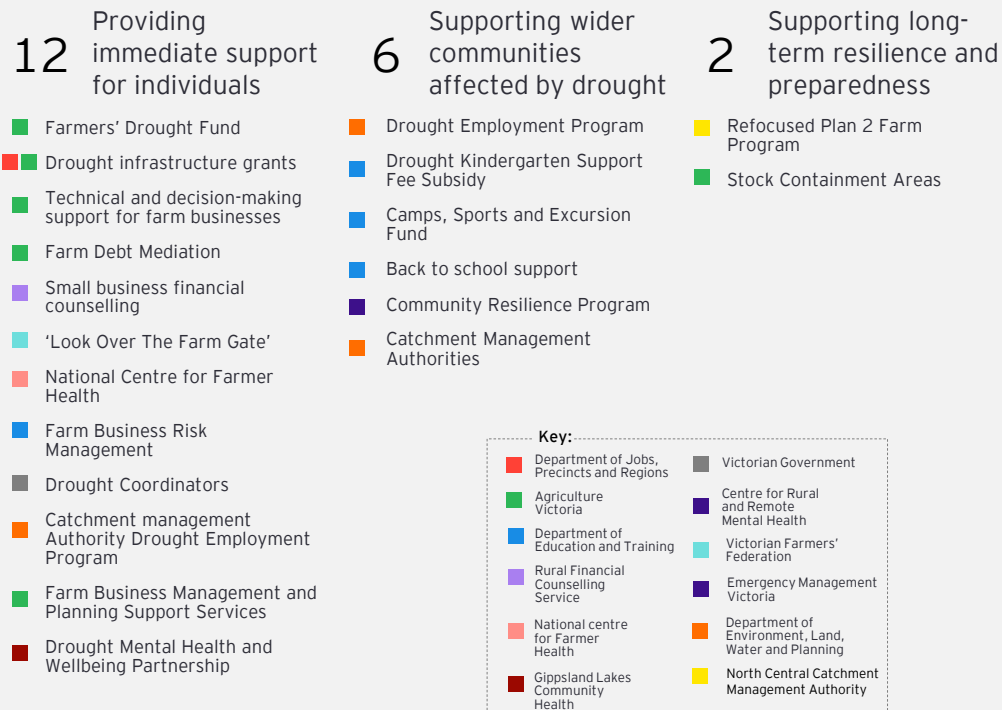 12
Providing
immediate support
for individuals
Farmers' Drought Fund
Drought infrastructure grants
Technical and decision-making
support for farm businesses
Farm Debt Mediation
Small business financial
counselling
‘Look Over The Farm Gate’
National Centre for Farmer
Health
Farm Business Risk
Management
Drought Coordinators
Catchment management
Authority Drought Employment
Program
Farm Business Management and
Planning Support Services
Drought Mental Health and
Wellbeing Partnership
6
Supporting wider
communities
affected by drought
Drought Employment Program
Drought Kindergarten Support
Fee Subsidy
Camps, Sports and Excursion
Fund
Back to school support
Community Resilience Program
Catchment Management
Authorities
2
Supporting long-
term resilience and
preparedness
Refocused Plan 2 Farm
Program
Stock Containment Areas
Key:
Department of Jobs,
Precincts and Regions
Agriculture
Victoria
Department of
Education and Training
Rural Financial
Counselling
Service
National centre
for Farmer
Health
Gippsland Lakes
Community
Health
Victorian Government
Centre for Rural
and Remote
Mental Health
Victorian Farmers'
Federation
Emergency Management
Victoria
Department of
Environment, Land,
Water and Planning
North Central Catchment
Management Authority